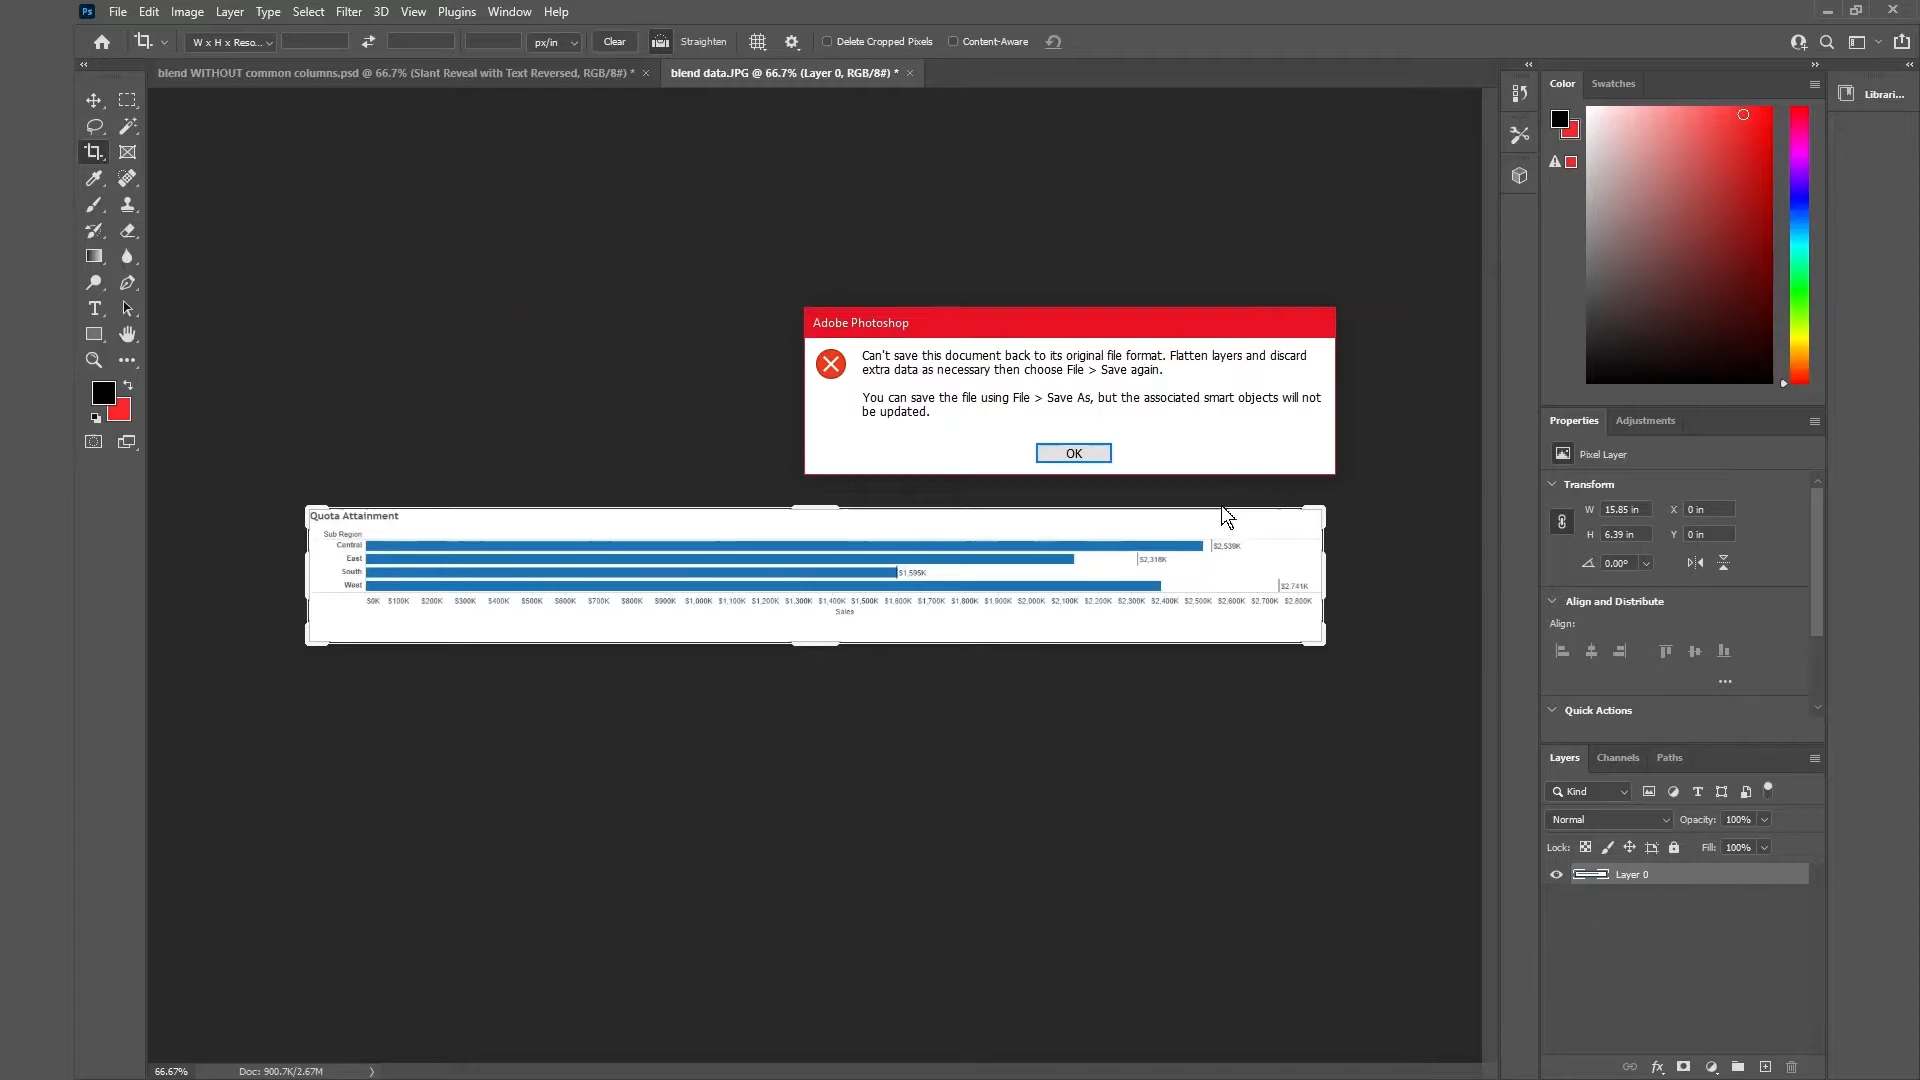 Ps File Edit Image Layer Type Select Filter 3D View Plugins Window Help
W x H x Reso... px/in Clear Straighten Delete Cropped Pixels Content-Aware
blend WITHOUT common columns.psd @ 66.7% (Slant Reveal with Text Reversed, RGB/8#) * × blend data.JPG @ 66.7% (Layer 0, RGB/8#) * ×
Color Swatches
Librari...
Adobe Photoshop
Can't save this document back to its original file format. Flatten layers and discard
extra data as necessary then choose File > Save again.
You can save the file using File > Save As, but the associated smart objects will not
be updated.
OK
Quota Attainment
Sub Region
Central $2,539K
East $2,318K
South $1,595K
West $2,741K
$0K $100K $200K $300K $400K $500K $600K $700K $800K $900K $1,000K $1,100K $1,200K $1,300K $1,400K $1,500K $1,600K $1,700K $1,800K $1,900K $2,000K $2,100K $2,200K $2,300K $2,400K $2,500K $2,600K $2,700K $2,800K
Sales
Properties Adjustments
Pixel Layer
Transform
W 15.85 in X 0 in
H 6.39 in Y 0 in
0.00°
Align and Distribute
Align:
Quick Actions
Layers Channels Paths
Kind
Normal Opacity: 100%
Lock: Fill: 100%
Layer 0
fx
66.67% Doc: 900.7K/2.67M